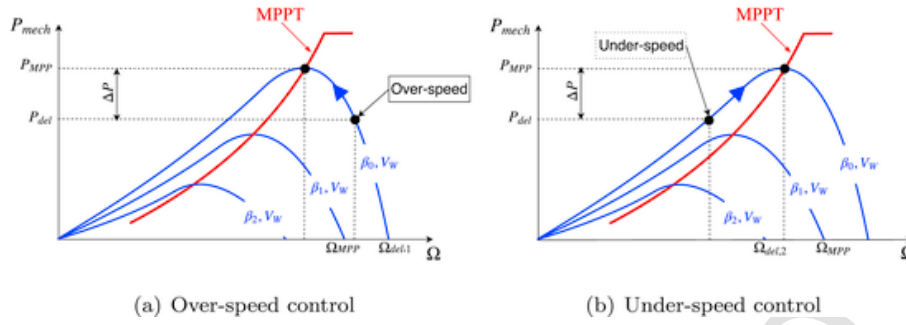 P_mech
MPPT
P_MPP
ΔP
Over-speed
P_del
β_0, V_W
β_1, V_W
β_2, V_W
Ω_MPP
Ω_del,1
Ω
(a) Over-speed control
P_mech
MPPT
Under-speed
P_MPP
ΔP
P_del
β_0, V_W
β_1, V_W
β_2, V_W
Ω_del,2
Ω_MPP
Ω
(b) Under-speed control